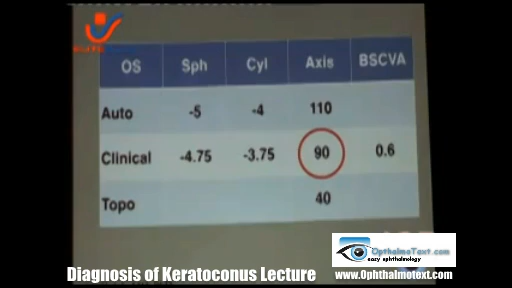 OS Sph Cyl Axis BSCVA
Auto -5 -4 110
Clinical -4.75 -3.75 90 0.6
Topo 40
OpthalmoText.com
eazy ophthalmology
Diagnosis of Keratoconus Lecture
www.Ophthalmotext.com